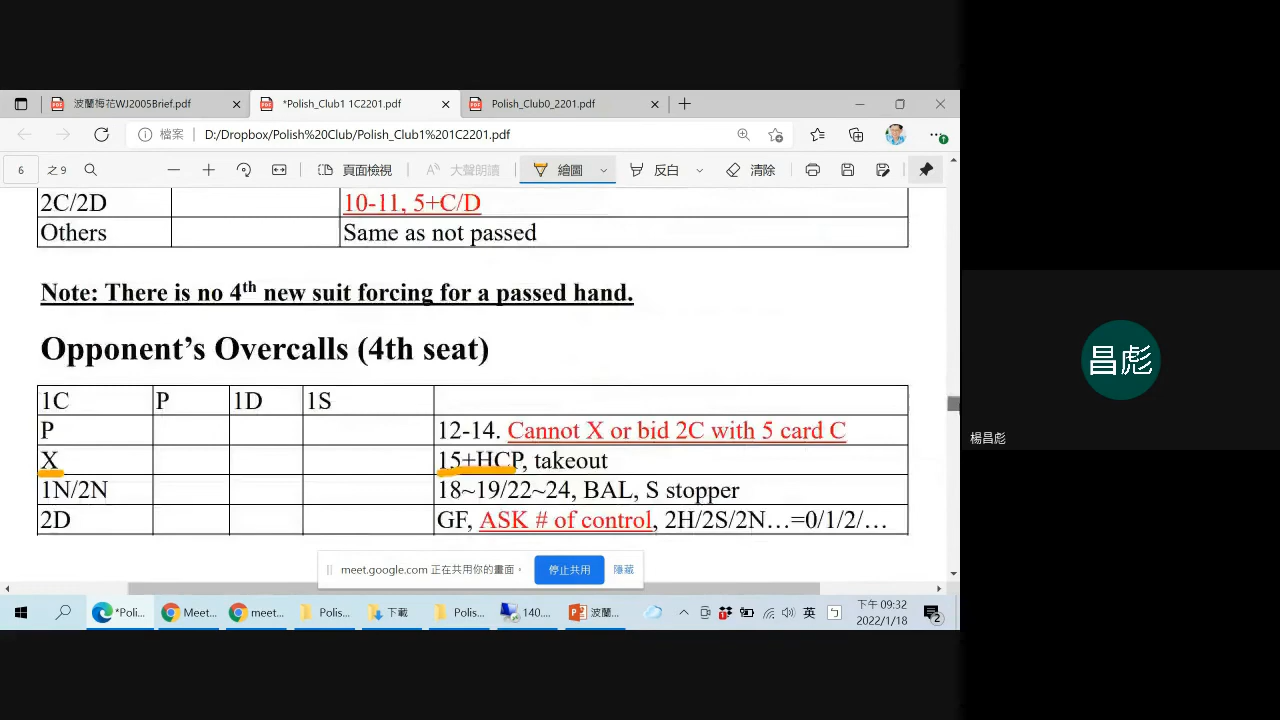 波蘭梅花WJ2005Brief.pdf
*Polish_Club1 1C2201.pdf
Polish_Club0_2201.pdf
檔案
D:/Dropbox/Polish%20Club/Polish_Club1%201C2201.pdf
6 之 9 頁面檢視 大聲朗讀 繪圖 反白 清除
2C/2D 10-11, 5+C/D
Others Same as not passed
Note: There is no 4th new suit forcing for a passed hand.
Opponent’s Overcalls (4th seat)
1C P 1D 1S
P 12-14. Cannot X or bid 2C with 5 card C
X 15+HCP, takeout
1N/2N 18~19/22~24, BAL, S stopper
2D GF, ASK # of control, 2H/2S/2N…=0/1/2/…
meet.google.com 正在共用你的畫面。 停止共用 隱藏
*Poli... Meet... meet... Polis... 下載 Polis... 140.... 波蘭... 英
下午 09:32
2022/1/18
2
昌彪
楊昌彪